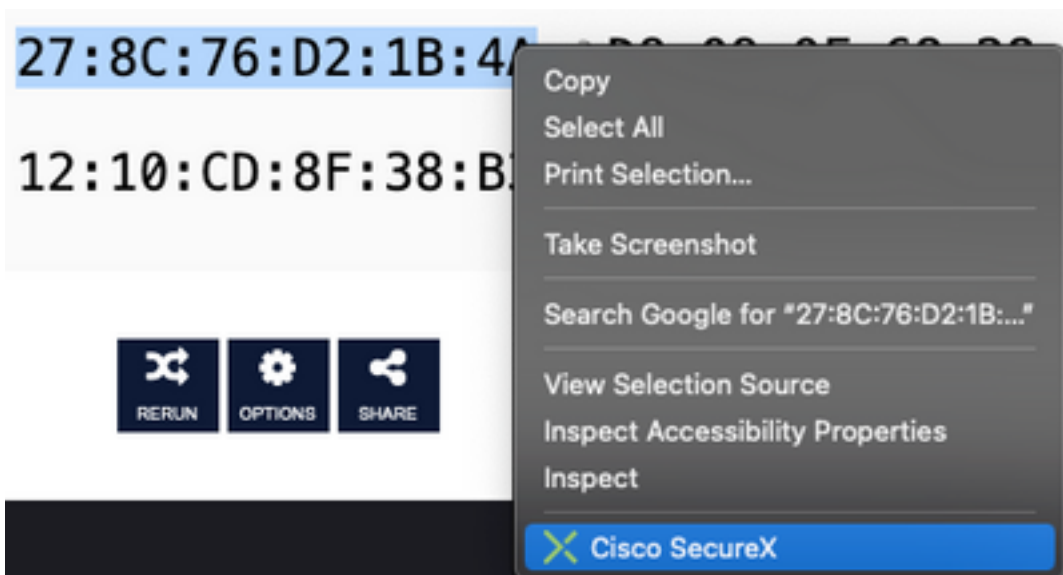 27:8C:76:D2:1B:4A
12:10:CD:8F:38:B
Copy
Select All
Print Selection...
Take Screenshot
Search Google for "27:8C:76:D2:1B:..."
View Selection Source
Inspect Accessibility Properties
Inspect
Cisco SecureX
RERUN
OPTIONS
SHARE